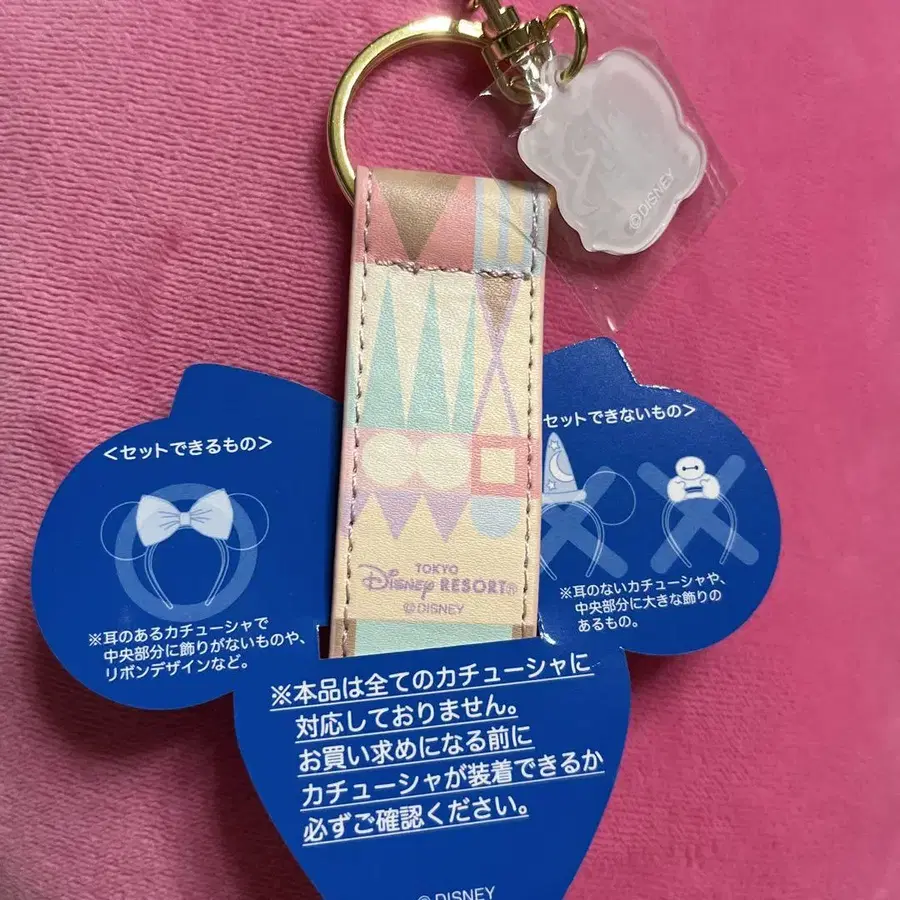 ©DISNEY
<セットできるもの>
※耳のあるカチューシャで
中央部分に飾りがないものや、
リボンデザインなど。
セットできないもの>
※耳のないカチューシャや、
中央部分に大きな飾りの
あるもの。
TOKYO
Disney RESORT
©DISNEY
※本品は全てのカチューシャに
対応しておりません。
お買い求めになる前に
カチューシャが装着できるか
必ずご確認ください。
©DISNEY